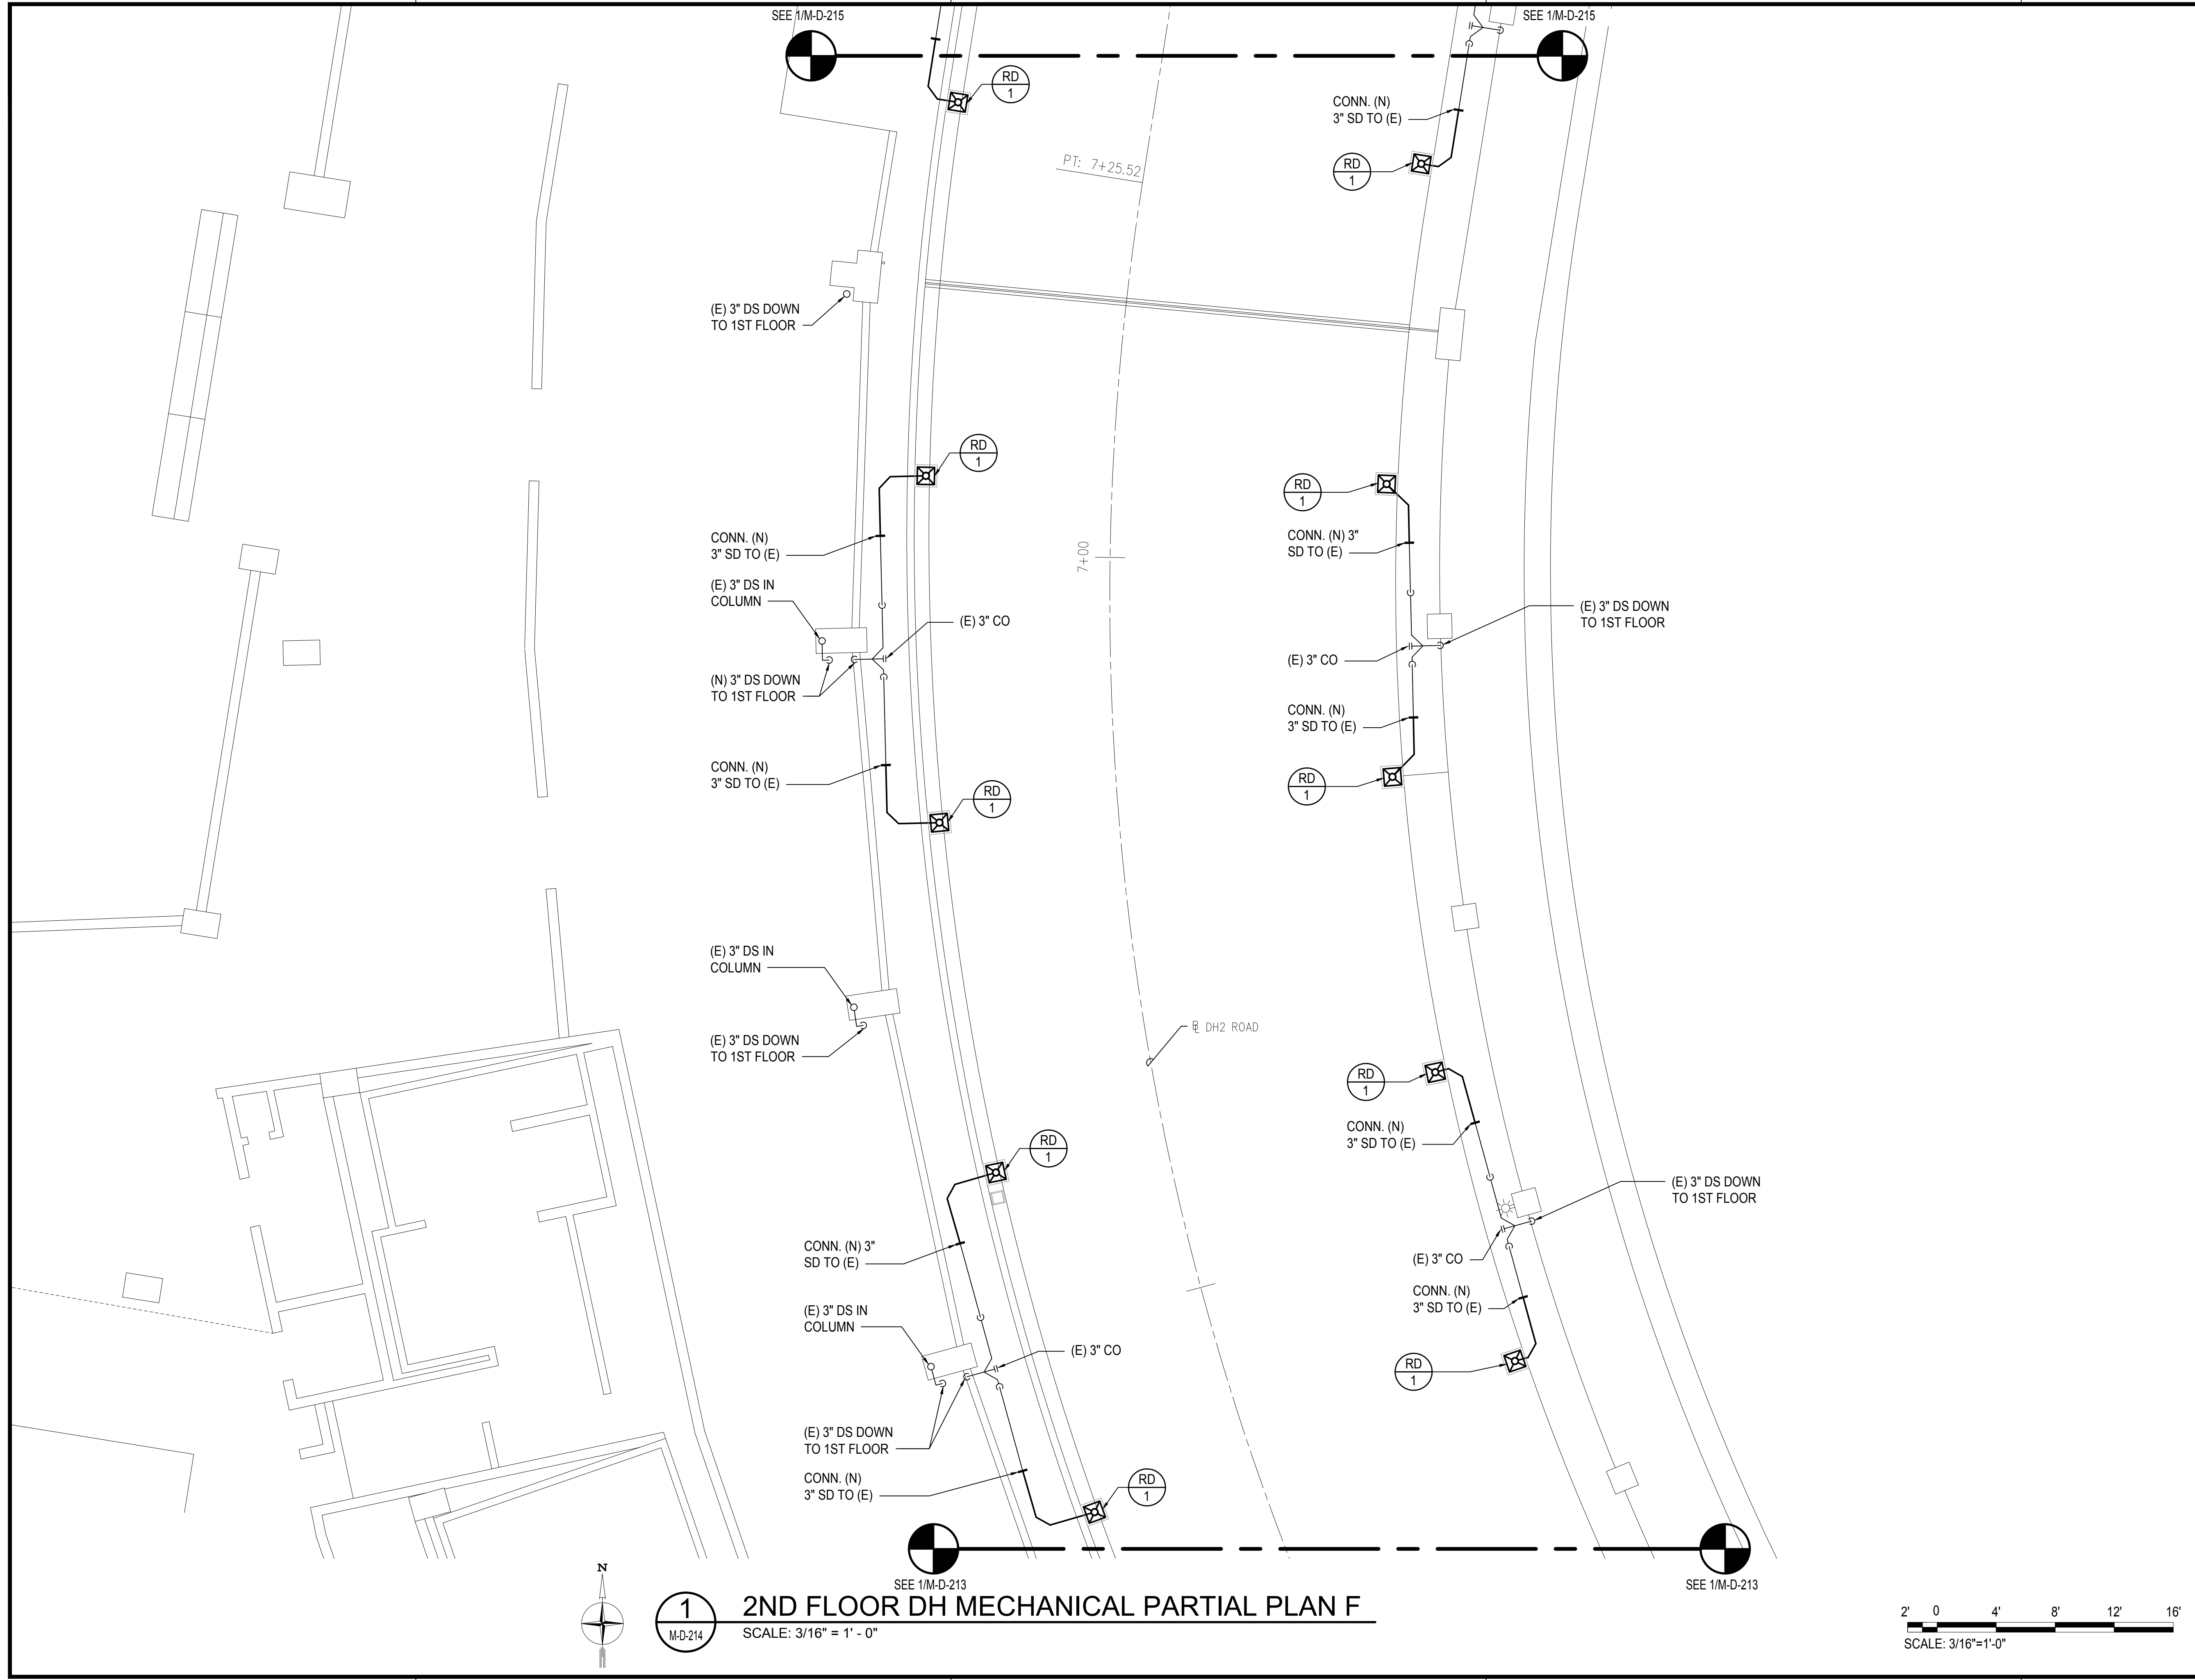 SEE 1/M-D-215
SEE 1/M-D-215
RD
1
CONN. (N)
3" SD TO (E)
RD
1
PT: 7+25.52
(E) 3" DS DOWN
TO 1ST FLOOR
RD
1
RD
1
CONN. (N)
3" SD TO (E)
CONN. (N) 3"
SD TO (E)
7+00
(E) 3" DS IN
COLUMN
(E) 3" CO
(E) 3" DS DOWN
TO 1ST FLOOR
(E) 3" CO
(N) 3" DS DOWN
TO 1ST FLOOR
CONN. (N)
3" SD TO (E)
CONN. (N)
3" SD TO (E)
RD
1
RD
1
(E) 3" DS IN
COLUMN
DH2 ROAD
(E) 3" DS DOWN
TO 1ST FLOOR
RD
1
CONN. (N)
3" SD TO (E)
RD
1
(E) 3" DS DOWN
TO 1ST FLOOR
CONN. (N) 3"
SD TO (E)
(E) 3" CO
CONN. (N)
3" SD TO (E)
(E) 3" DS IN
COLUMN
(E) 3" CO
RD
1
(E) 3" DS DOWN
TO 1ST FLOOR
CONN. (N)
3" SD TO (E)
RD
1
SEE 1/M-D-213
SEE 1/M-D-213
N
1
M-D-214
2ND FLOOR DH MECHANICAL PARTIAL PLAN F
SCALE: 3/16" = 1' - 0"
2' 0 4' 8' 12' 16'
SCALE: 3/16"=1'-0"